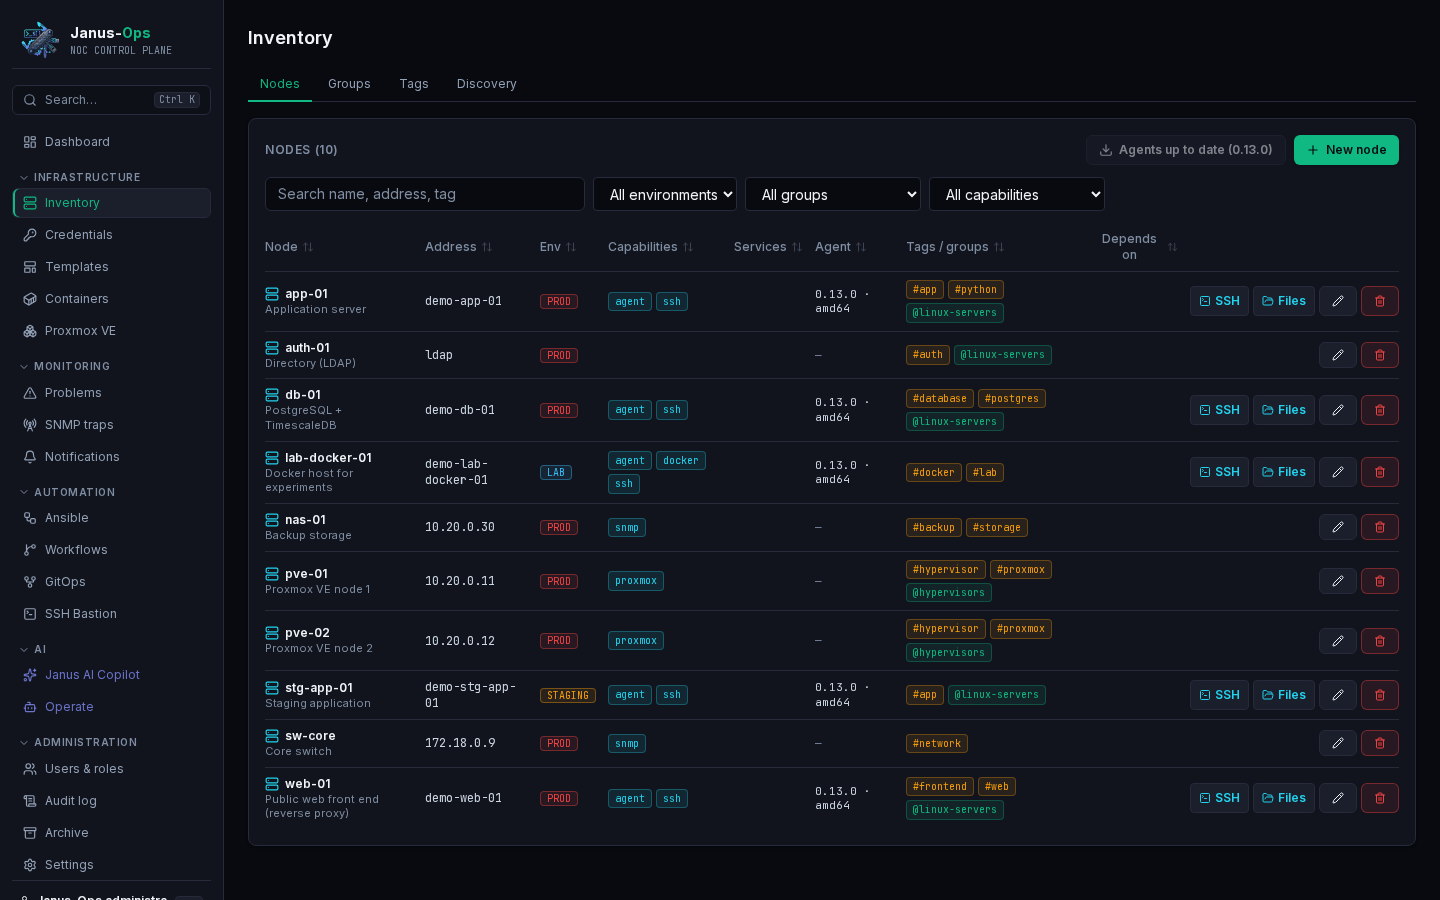 Janus-Ops
NOC CONTROL PLANE
Search…
Ctrl K
Dashboard
INFRASTRUCTURE
Inventory
Credentials
Templates
Containers
Proxmox VE
MONITORING
Problems
SNMP traps
Notifications
AUTOMATION
Ansible
Workflows
GitOps
SSH Bastion
AI
Janus AI Copilot
Operate
ADMINISTRATION
Users & roles
Audit log
Archive
Settings
Inventory
Nodes Groups Tags Discovery
NODES (10)
Agents up to date (0.13.0)
New node
Search name, address, tag
All environments All groups All capabilities
Node Address Env Capabilities Services Agent Tags / groups Depends on
app-01
Application server
demo-app-01 PROD agent ssh 0.13.0 · amd64 #app #python @linux-servers SSH Files
auth-01
Directory (LDAP)
ldap PROD — #auth @linux-servers
db-01
PostgreSQL + TimescaleDB
demo-db-01 PROD agent ssh 0.13.0 · amd64 #database #postgres @linux-servers SSH Files
lab-docker-01
Docker host for experiments
demo-lab-docker-01 LAB agent docker ssh 0.13.0 · amd64 #docker #lab SSH Files
nas-01
Backup storage
10.20.0.30 PROD snmp — #backup #storage
pve-01
Proxmox VE node 1
10.20.0.11 PROD proxmox — #hypervisor #proxmox @hypervisors
pve-02
Proxmox VE node 2
10.20.0.12 PROD proxmox — #hypervisor #proxmox @hypervisors
stg-app-01
Staging application
demo-stg-app-01 STAGING agent ssh 0.13.0 · amd64 #app @linux-servers SSH Files
sw-core
Core switch
172.18.0.9 PROD snmp — #network
web-01
Public web front end (reverse proxy)
demo-web-01 PROD agent ssh 0.13.0 · amd64 #frontend #web @linux-servers SSH Files